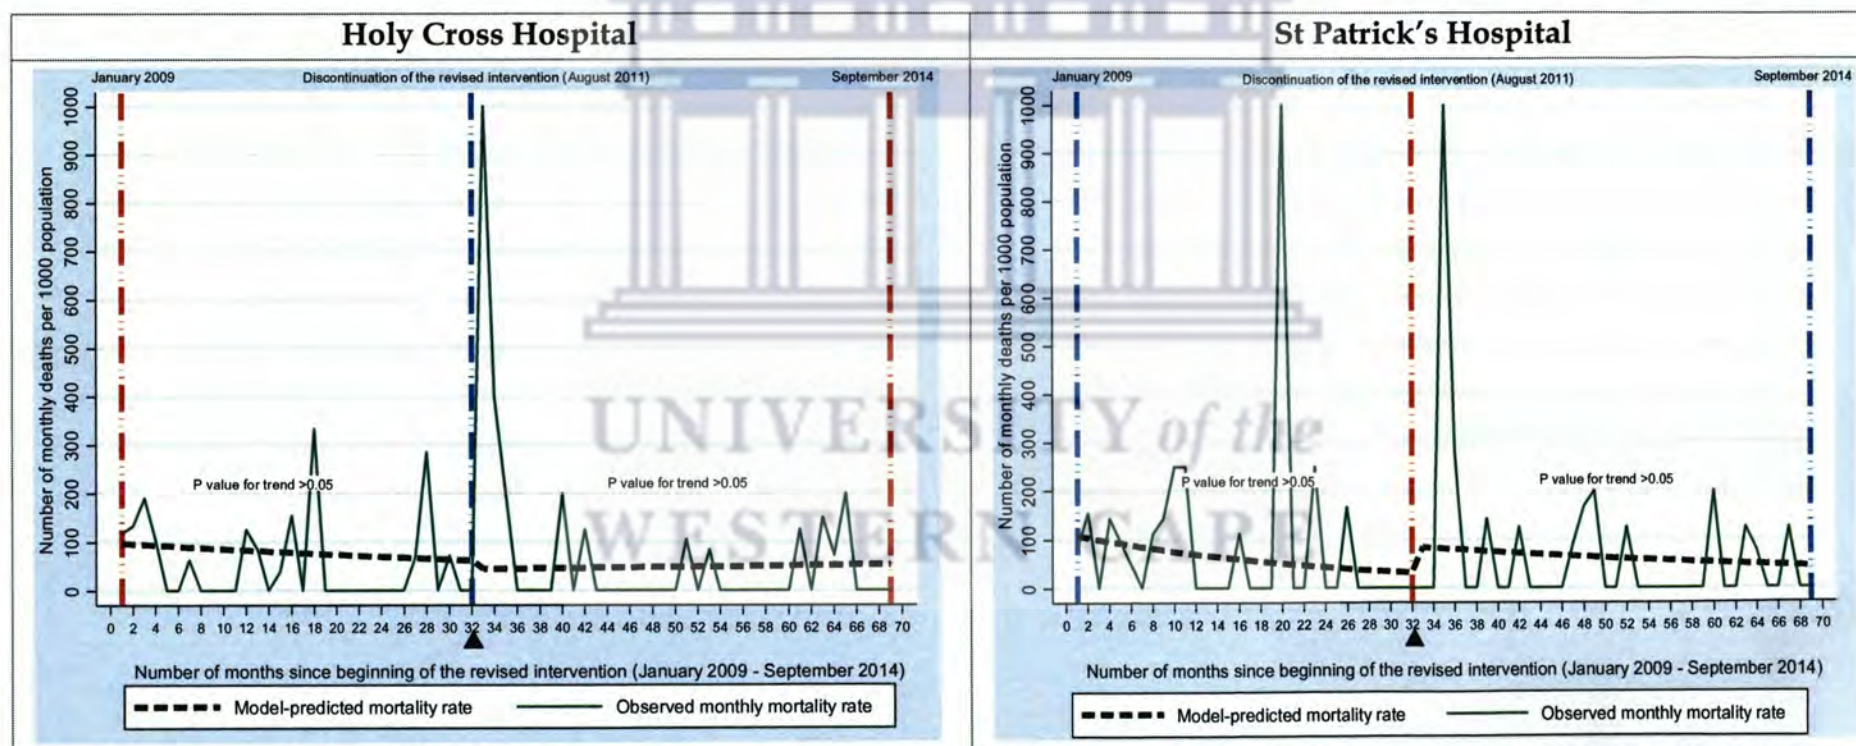 Holy Cross Hospital
January 2009 Discontinuation of the revised intervention (August 2011) September 2014
Number of monthly deaths per 1000 population
1000
900
800
700
600
500
400
300
200
100
0
P value for trend >0.05 P value for trend >0.05
0 2 4 6 8 10 12 14 16 18 20 22 24 26 28 30 32 34 36 38 40 42 44 46 48 50 52 54 56 58 60 62 64 66 68 70
Number of months since beginning of the revised intervention (January 2009 - September 2014)
Model-predicted mortality rate Observed monthly mortality rate
St Patrick's Hospital
January 2009 Discontinuation of the revised intervention (August 2011) September 2014
Number of monthly deaths per 1000 population
1000
900
800
700
600
500
400
300
200
100
0
P value for trend >0.05 P value for trend >0.05
0 2 4 6 8 10 12 14 16 18 20 22 24 26 28 30 32 34 36 38 40 42 44 46 48 50 52 54 56 58 60 62 64 66 68 70
Number of months since beginning of the revised intervention (January 2009 - September 2014)
Model-predicted mortality rate Observed monthly mortality rate
UNIVERSITY of the
WESTERN CAPE